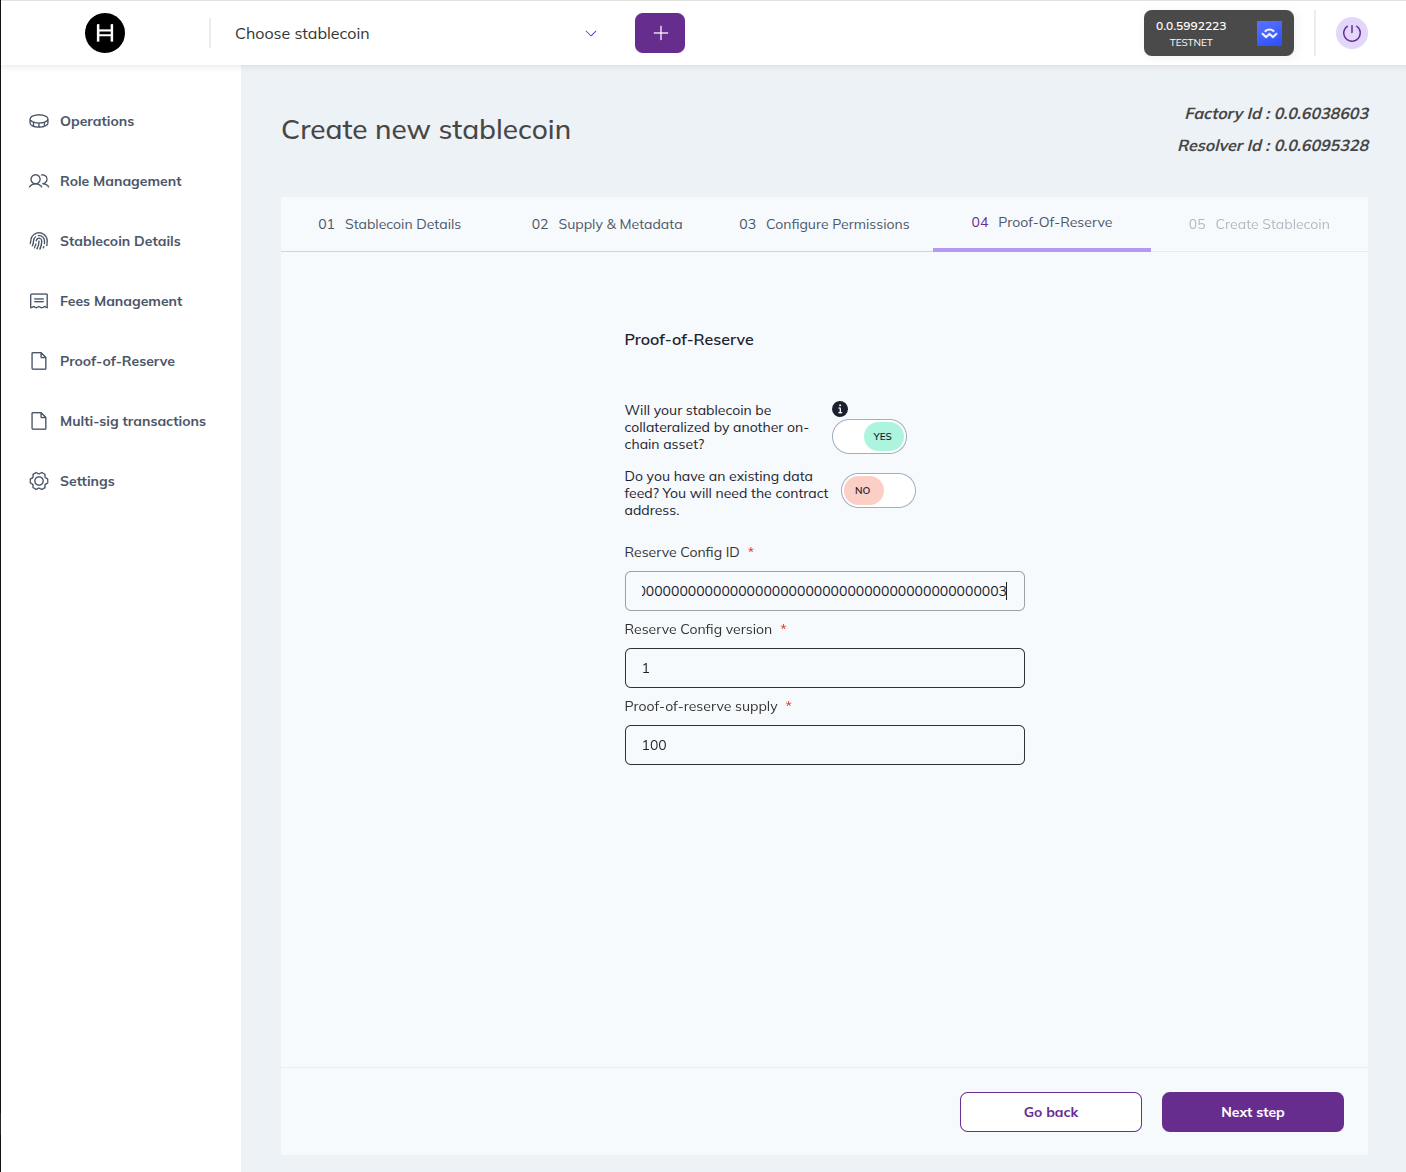 Choose stablecoin
0.0.5992223
TESTNET
Operations
Role Management
Stablecoin Details
Fees Management
Proof-of-Reserve
Multi-sig transactions
Settings
Create new stablecoin
Factory Id : 0.0.6038603
Resolver Id : 0.0.6095328
01 Stablecoin Details
02 Supply & Metadata
03 Configure Permissions
04 Proof-Of-Reserve
05 Create Stablecoin
Proof-of-Reserve
Will your stablecoin be
collateralized by another on-
chain asset?
YES
Do you have an existing data
feed? You will need the contract
address.
NO
Reserve Config ID *
Reserve Config version *
1
Proof-of-reserve supply *
100
Go back
Next step